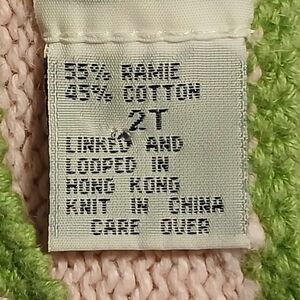 55% RAMIE
45% COTTON
2T
LINKED AND
LOOPED IN
HONG KONG
KNIT IN CHINA
CARE OVER